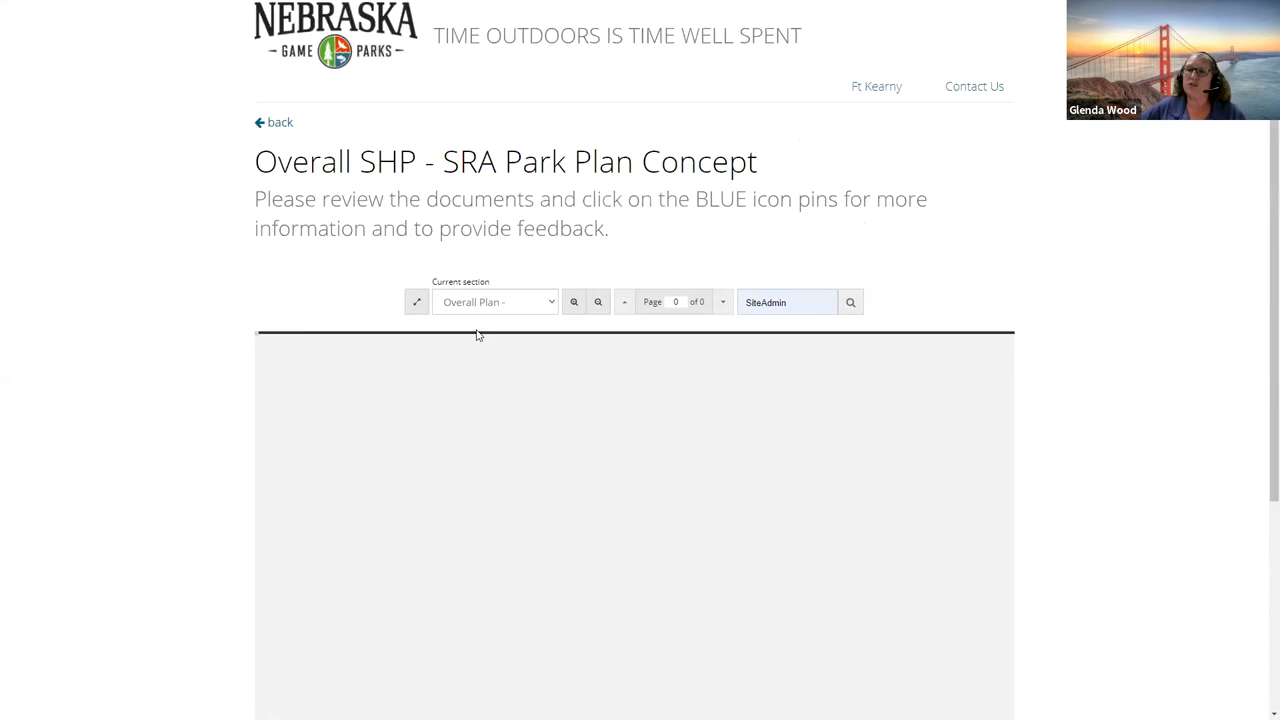 NEBRASKA
GAME PARKS
TIME OUTDOORS IS TIME WELL SPENT
Glenda Wood
Ft Kearny
Contact Us
back
Overall SHP - SRA Park Plan Concept
Please review the documents and click on the BLUE icon pins for more
information and to provide feedback.
Current section
Overall Plan -
Page 0 of 0
SiteAdmin